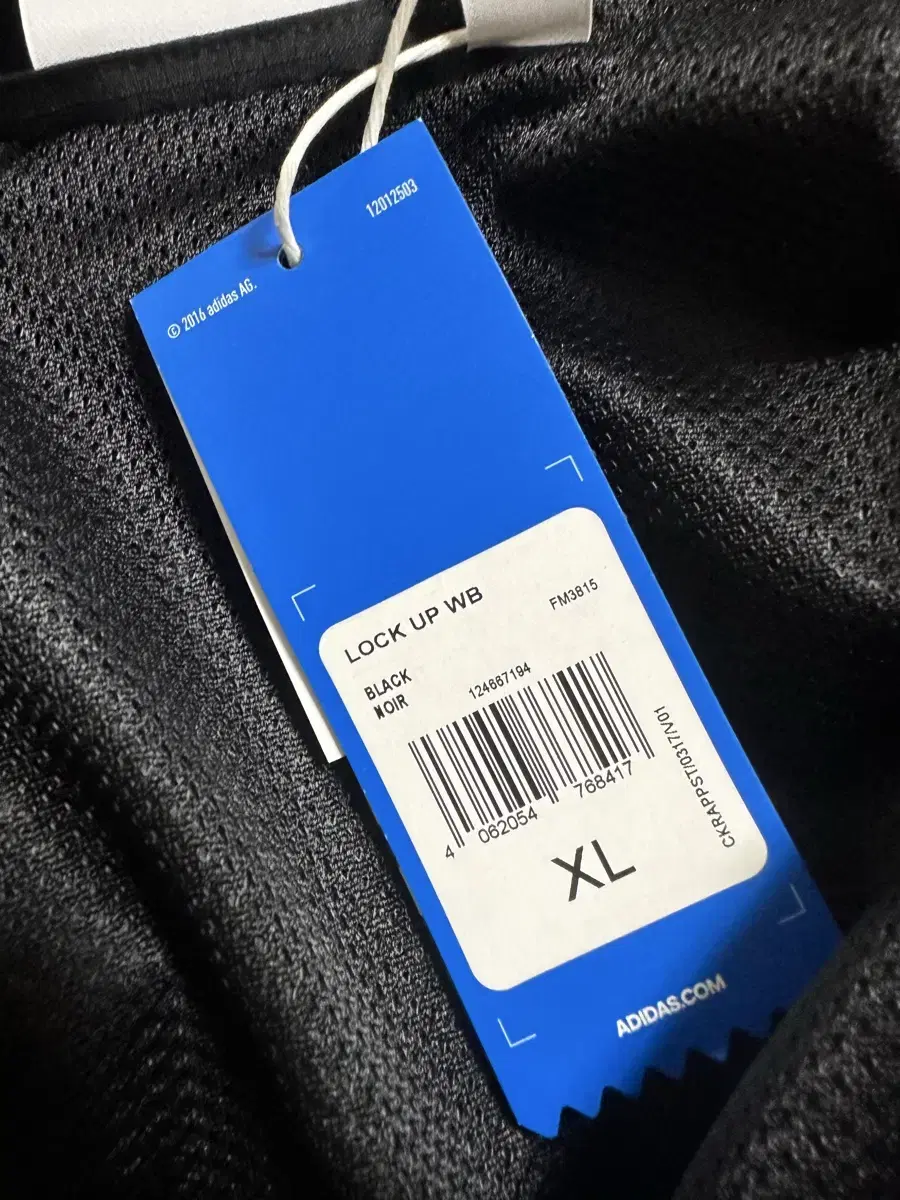 12012503
© 2016 adidas AG.
LOCK UP WB
FM3815
BLACK
NOIR
124667194
4 062054 768417
CKRAPPST/0317/V01
XL
ADIDAS.COM